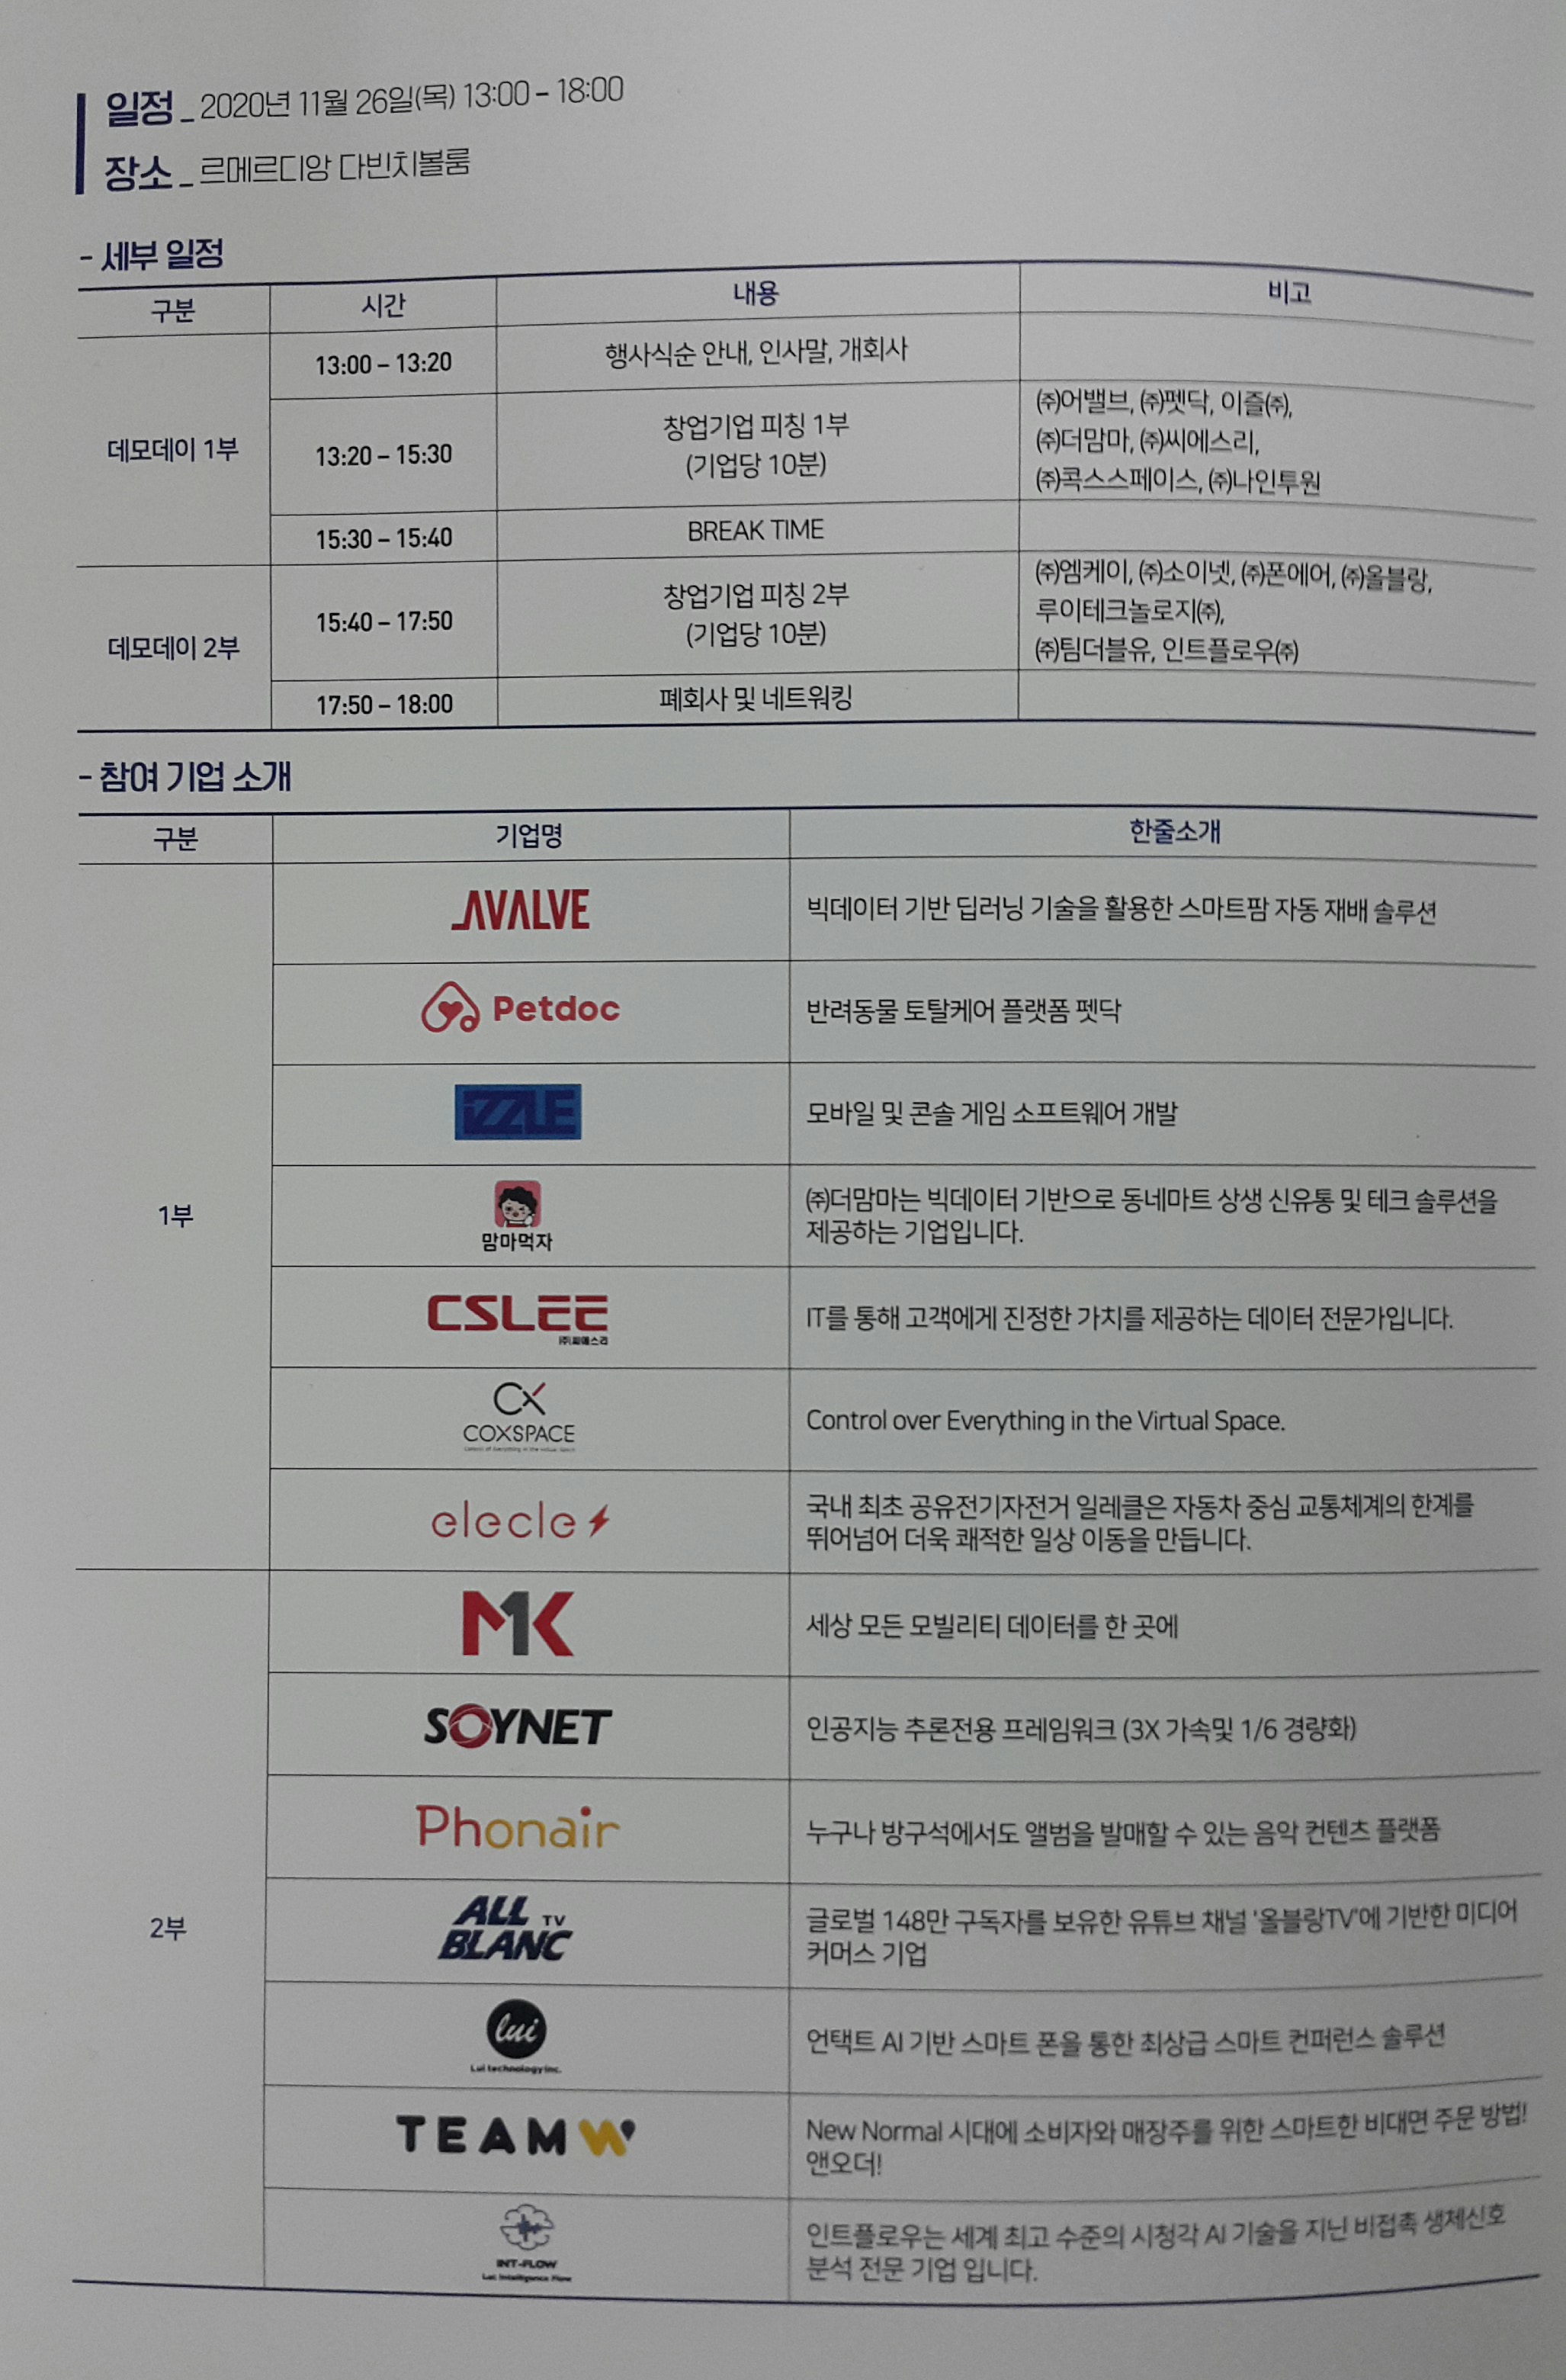 일정 _ 2020년 11월 26일(목) 13:00 – 18:00
장소 _ 르메르디앙 다빈치볼룸
- 세부 일정
구분 시간 내용 비고
데모데이 1부
13:00 – 13:20 행사식순 안내, 인사말, 개회사
13:20 – 15:30
창업기업 피칭 1부
(기업당 10분)
㈜어밸브, ㈜펫닥, 이즐㈜,
㈜더맘마, ㈜씨에스리,
㈜콕스스페이스, ㈜나인투원
15:30 – 15:40 BREAK TIME
데모데이 2부
15:40 – 17:50
창업기업 피칭 2부
(기업당 10분)
㈜엠케이, ㈜소이넷, ㈜폰에어, ㈜올블랑,
루이테크놀로지㈜,
㈜팀더블유, 인트플로우㈜
17:50 – 18:00 폐회사 및 네트워킹
- 참여 기업 소개
구분 기업명 한줄소개
1부
AVALVE 빅데이터 기반 딥러닝 기술을 활용한 스마트팜 자동 재배 솔루션
Petdoc 반려동물 토탈케어 플랫폼 펫닥
iZZLE 모바일 및 콘솔 게임 소프트웨어 개발
맘마먹자
㈜더맘마는 빅데이터 기반으로 동네마트 상생 신유통 및 테크 솔루션을
제공하는 기업입니다.
CSLEE
㈜씨에스리
IT를 통해 고객에게 진정한 가치를 제공하는 데이터 전문가입니다.
CX
COXSPACE
Control of Everything in the Virtual Space
Control over Everything in the Virtual Space.
elecle
국내 최초 공유전기자전거 일레클은 자동차 중심 교통체계의 한계를
뛰어넘어 더욱 쾌적한 일상 이동을 만듭니다.
2부
MK 세상 모든 모빌리티 데이터를 한 곳에
SOYNET 인공지능 추론전용 프레임워크 (3X 가속및 1/6 경량화)
Phonair 누구나 방구석에서도 앨범을 발매할 수 있는 음악 컨텐츠 플랫폼
ALL TV
BLANC
글로벌 148만 구독자를 보유한 유튜브 채널 '올블랑TV'에 기반한 미디어
커머스 기업
lui
Lui technology inc.
언택트 AI 기반 스마트 폰을 통한 최상급 스마트 컨퍼런스 솔루션
TEAM W
New Normal 시대에 소비자와 매장주를 위한 스마트한 비대면 주문 방법!
앤오더!
INT-FLOW
Let Intelligence Flow
인트플로우는 세계 최고 수준의 시청각 AI 기술을 지닌 비접촉 생체신호
분석 전문 기업 입니다.